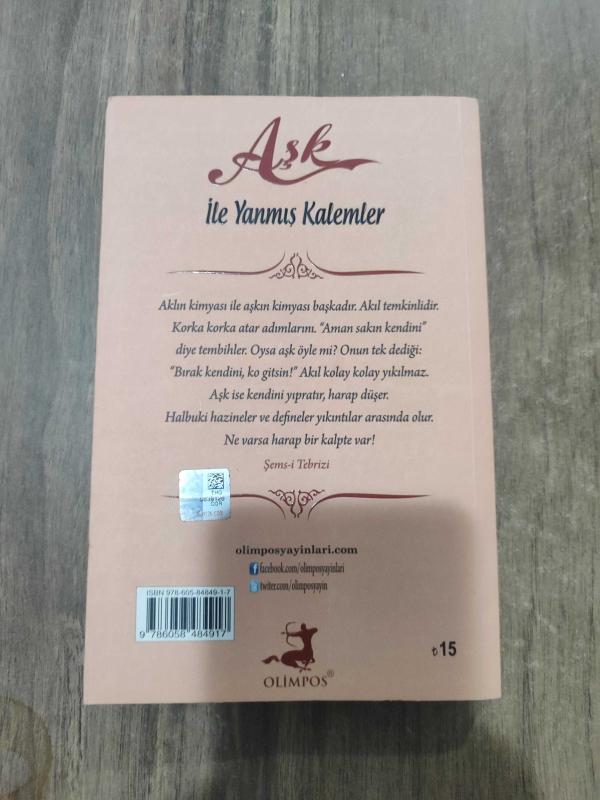 Aşk
İle Yanmış Kalemler
Aklın kimyası ile aşkın kimyası başkadır. Akıl temkinlidir.
Korka korka atar adımlarını. “Aman sakın kendini”
diye tembihler. Oysa aşk öyle mi? Onun tek dediği:
“Bırak kendini, ko gitsin!” Akıl kolay kolay yıkılmaz.
Aşk ise kendini yıpratır, harap düşer.
Halbuki hazineler ve defineler yıkıntılar arasında olur.
Ne varsa harap bir kalpte var!
Şems-i Tebrizi
olimposyayinlari.com
facebook.com/olimposyayinlari
twiter.com/olimposyayin
ISBN 978-605-84849-1-7
9 786058 484917
OLİMPOS®
₺15